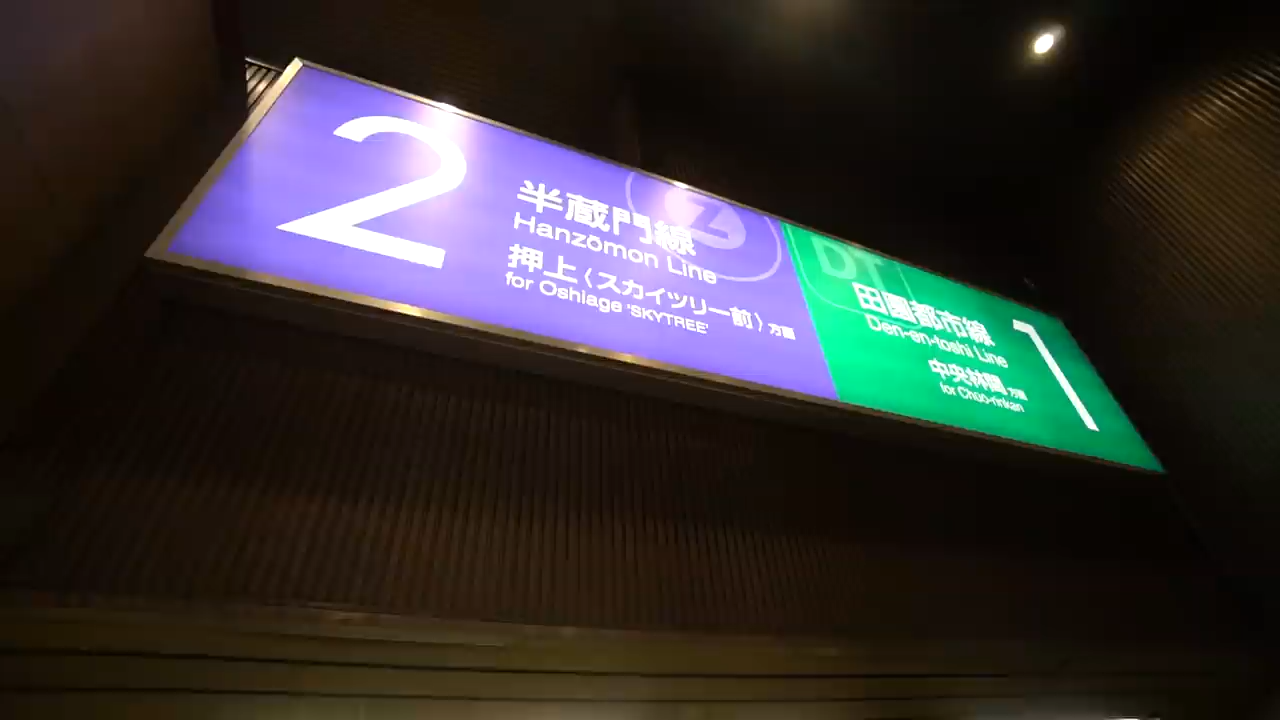 2
半蔵門線
Z
Hanzōmon Line
押上〈スカイツリー前〉方面
for Oshiage 'SKYTREE'
DT
田園都市線
Den-en-toshi Line
中央林間方面
for Chūō-rinkan
1